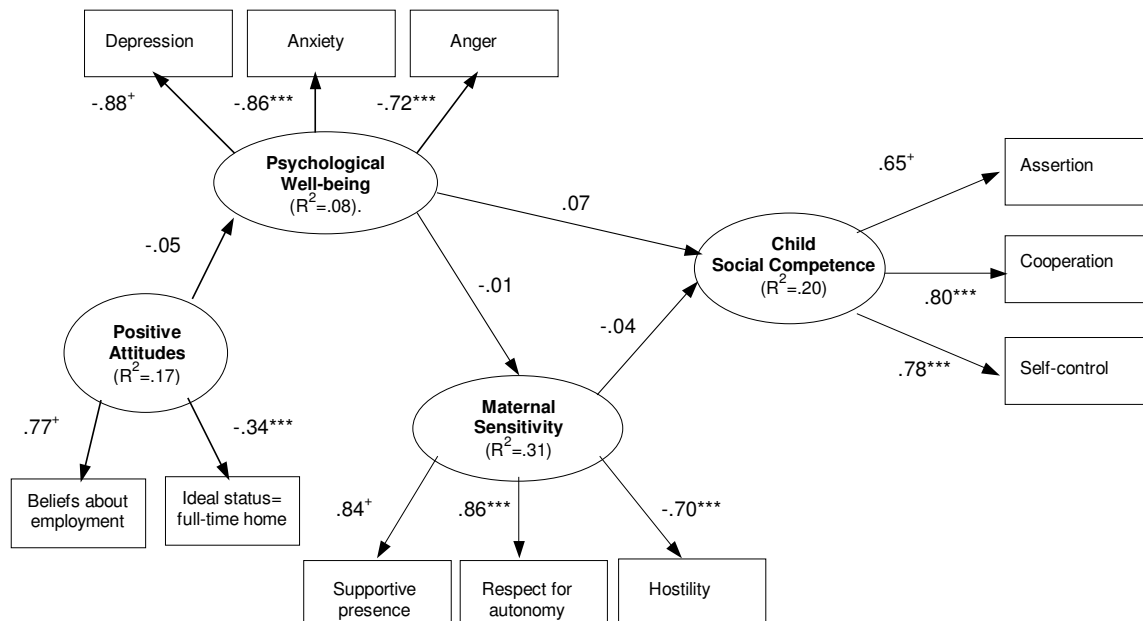 Depression
Anxiety
Anger
-.88+
-.86***
-.72***
Psychological
Well-being
(R2=.08).
.07
.65+
Assertion
Child
Social Competence
(R2=.20)
Cooperation
.80***
.78***
Self-control
-.05
-.01
-.04
Positive
Attitudes
(R2=.17)
.77+
-.34***
Beliefs about
employment
Ideal status=
full-time home
Maternal
Sensitivity
(R2=.31)
.84+
.86***
-.70***
Supportive
presence
Respect for
autonomy
Hostility